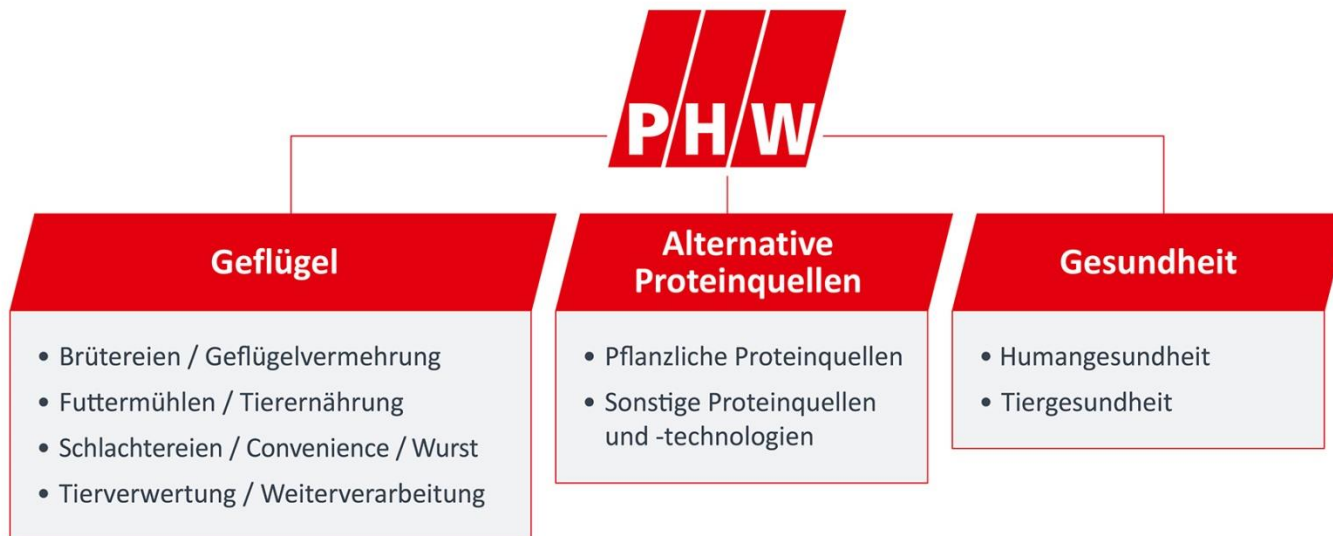 PHW
Geflügel
• Brütereien / Geflügelvermehrung
• Futtermühlen / Tierernährung
• Schlachtereien / Convenience / Wurst
• Tierverwertung / Weiterverarbeitung
Alternative
Proteinquellen
• Pflanzliche Proteinquellen
• Sonstige Proteinquellen
und -technologien
Gesundheit
• Humangesundheit
• Tiergesundheit